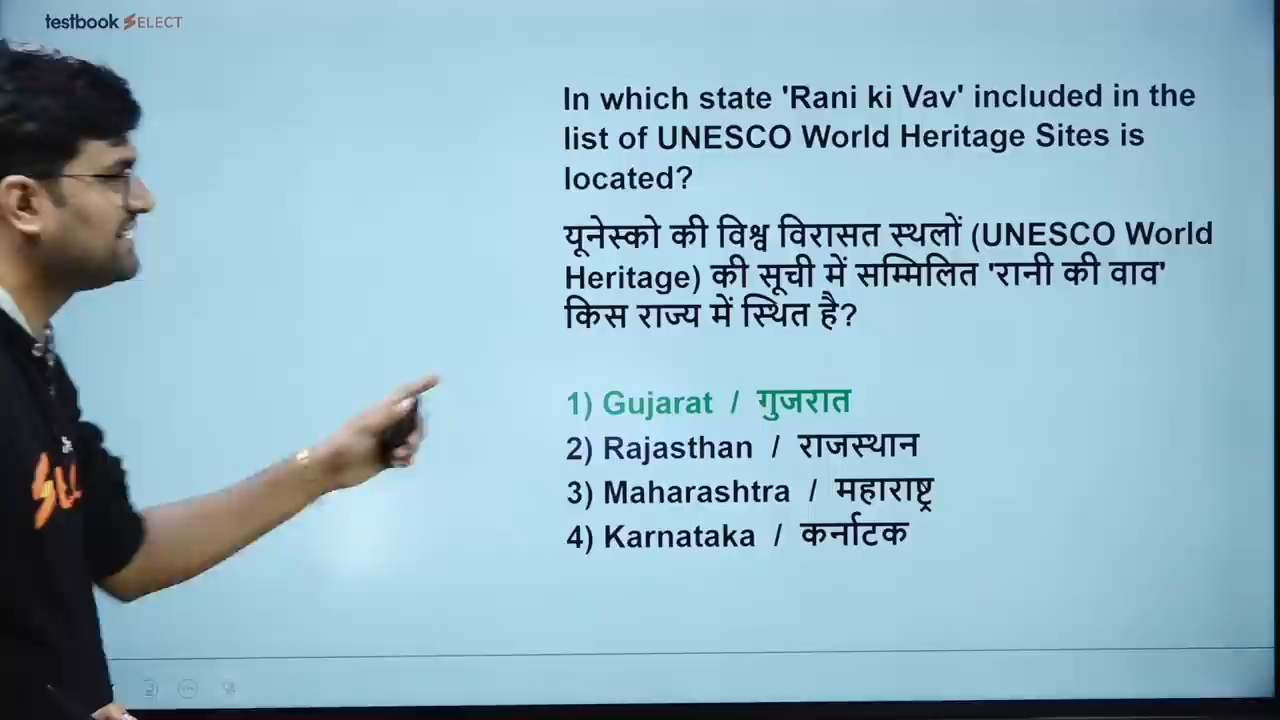 testbook SELECT
In which state 'Rani ki Vav' included in the
list of UNESCO World Heritage Sites is
located?
यूनेस्को की विश्व विरासत स्थलों (UNESCO World
Heritage) की सूची में सम्मिलित 'रानी की वाव'
किस राज्य में स्थित है?
1) Gujarat / गुजरात
2) Rajasthan / राजस्थान
3) Maharashtra / महाराष्ट्र
4) Karnataka / कर्नाटक